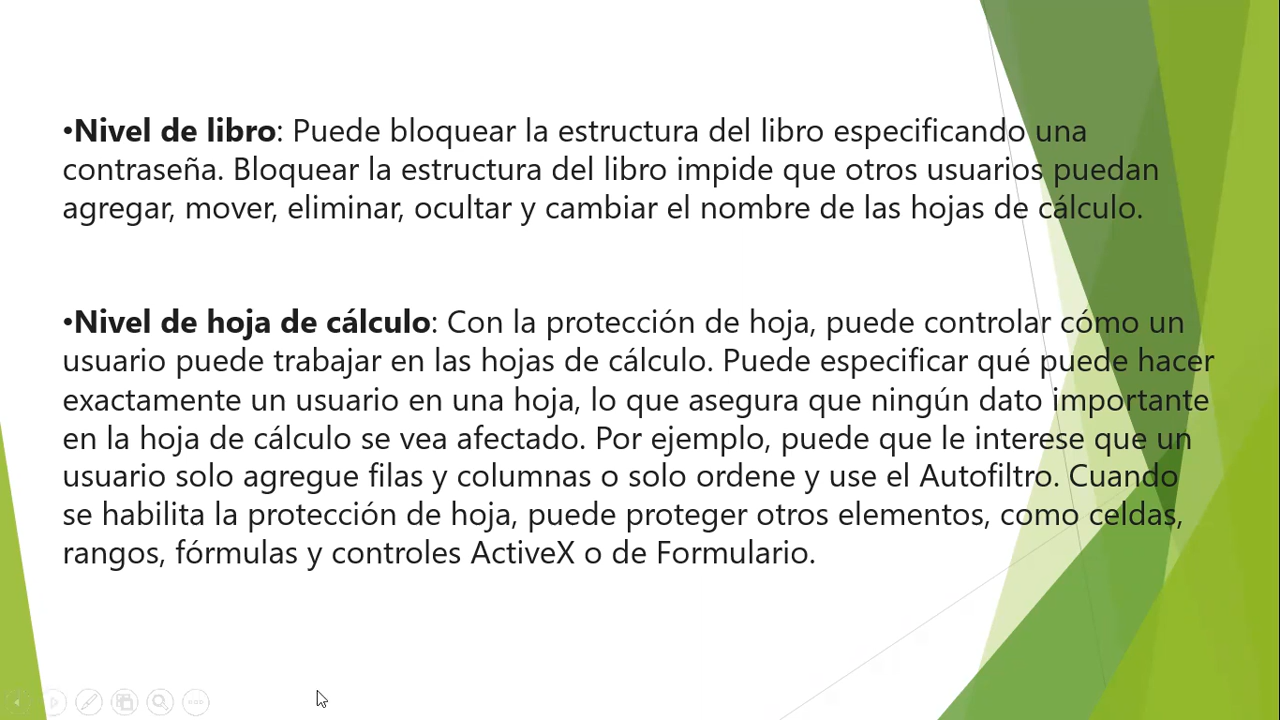 •Nivel de libro: Puede bloquear la estructura del libro especificando una
contraseña. Bloquear la estructura del libro impide que otros usuarios puedan
agregar, mover, eliminar, ocultar y cambiar el nombre de las hojas de cálculo.
•Nivel de hoja de cálculo: Con la protección de hoja, puede controlar cómo un
usuario puede trabajar en las hojas de cálculo. Puede especificar qué puede hacer
exactamente un usuario en una hoja, lo que asegura que ningún dato importante
en la hoja de cálculo se vea afectado. Por ejemplo, puede que le interese que un
usuario solo agregue filas y columnas o solo ordene y use el Autofiltro. Cuando
se habilita la protección de hoja, puede proteger otros elementos, como celdas,
rangos, fórmulas y controles ActiveX o de Formulario.